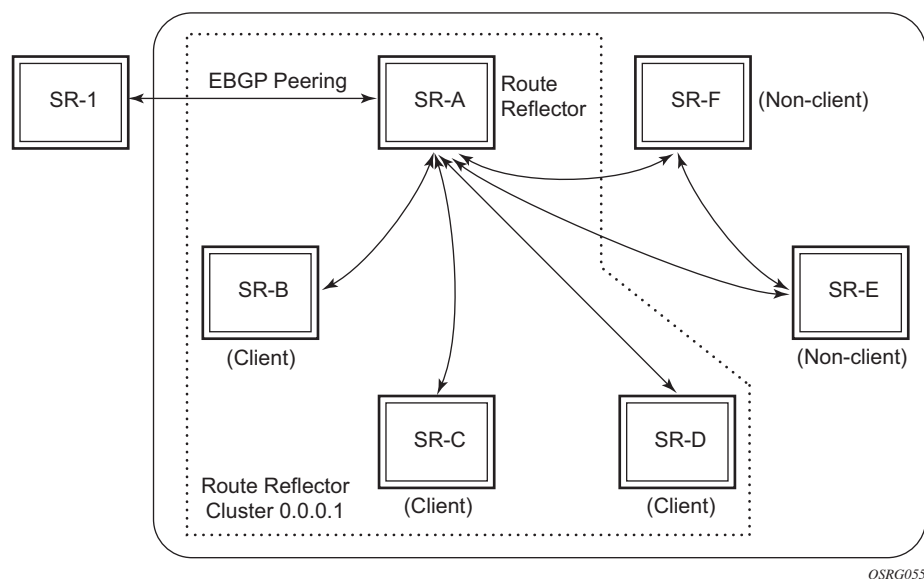 SR-1
EBGP Peering
SR-A
Route
Reflector
SR-F
(Non-client)
SR-B
(Client)
SR-E
(Non-client)
SR-C
(Client)
SR-D
(Client)
Route Reflector
Cluster 0.0.0.1
OSRG055